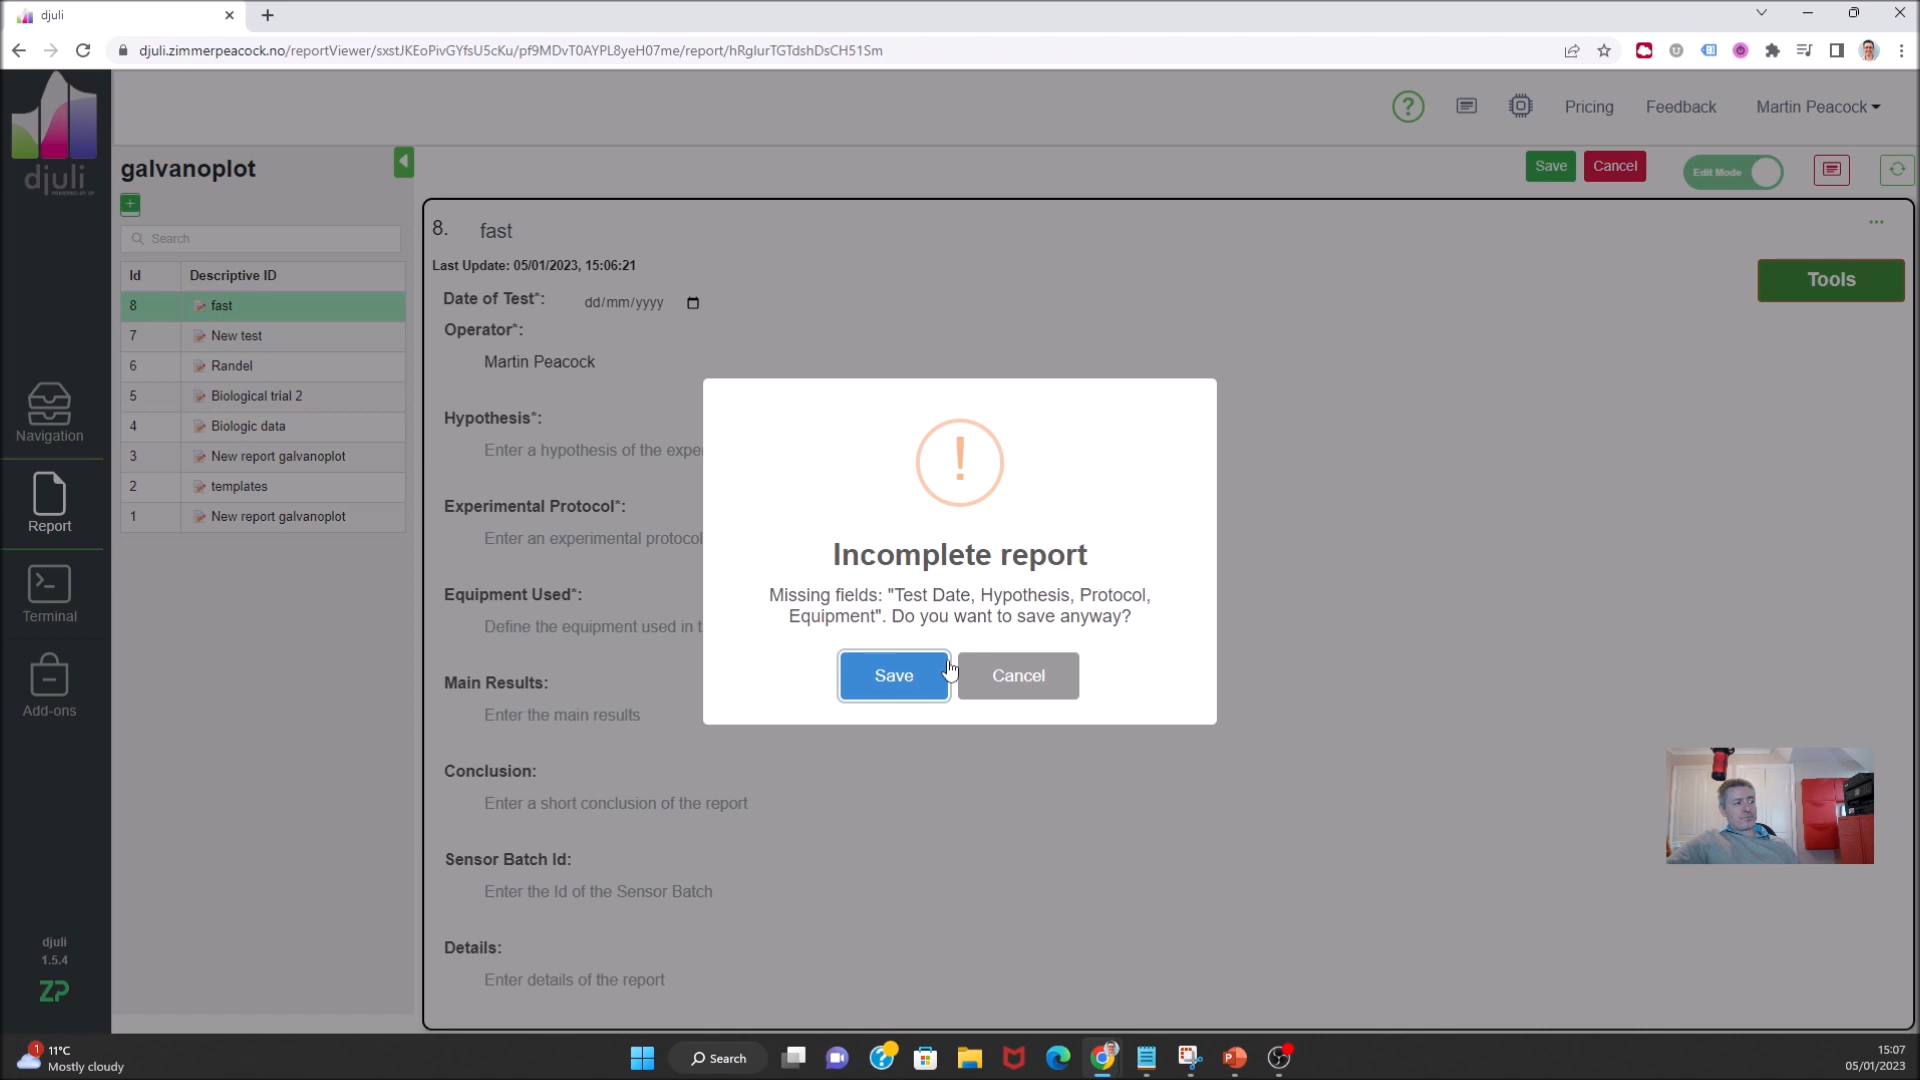 djuli
djuli.zimmerpeacock.no/reportViewer/sxstJKEoPivGYfsU5cKu/pf9MDvT0AYPL8yeH07me/report/hRglurTGTdshDsCH51Sm
djuli
Pricing
Feedback
Martin Peacock
galvanoplot
Save
Cancel
Edit Mode
Search
Id
Descriptive ID
8
fast
7
New test
6
Randel
5
Biological trial 2
4
Biologic data
3
New report galvanoplot
2
templates
1
New report galvanoplot
Navigation
Report
Terminal
Add-ons
djuli
1.5.4
ZP
8. fast
Last Update: 05/01/2023, 15:06:21
Tools
Date of Test*: dd/mm/yyyy
Operator*:
Martin Peacock
Hypothesis*:
Enter a hypothesis of the expe
Experimental Protocol*:
Enter an experimental protocol
Equipment Used*:
Define the equipment used in t
Main Results:
Enter the main results
Conclusion:
Enter a short conclusion of the report
Sensor Batch Id:
Enter the Id of the Sensor Batch
Details:
Enter details of the report
!
Incomplete report
Missing fields: "Test Date, Hypothesis, Protocol,
Equipment". Do you want to save anyway?
Save
Cancel
1
11°C
Mostly cloudy
Search
15:07
05/01/2023